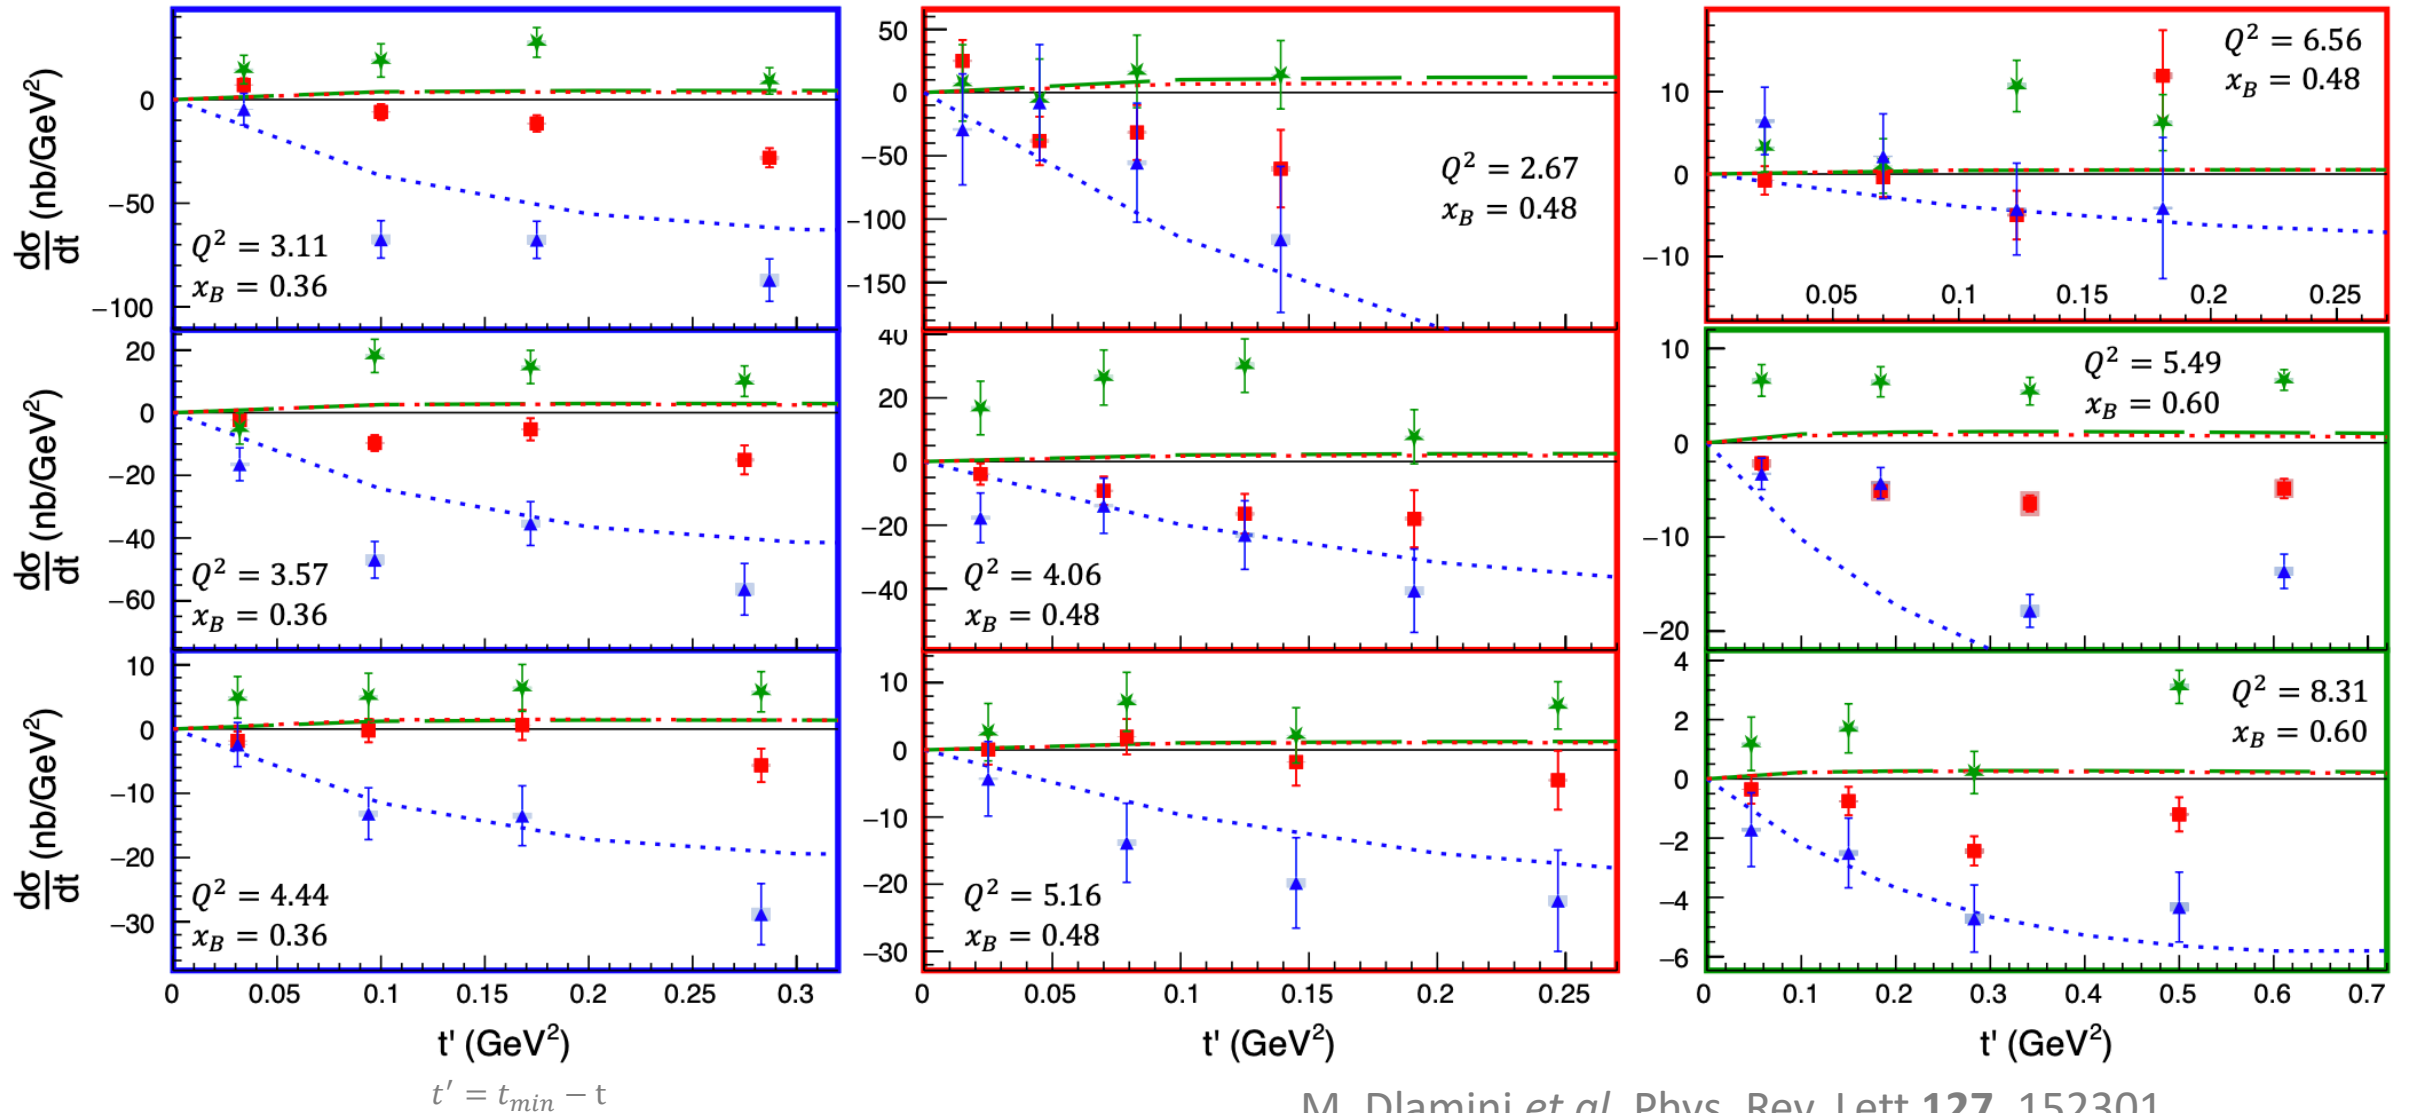 dσ/dt (nb/GeV²)
0
−50
−100
Q² = 3.11
x_B = 0.36
50
0
−50
−100
−150
Q² = 2.67
x_B = 0.48
10
0
−10
Q² = 6.56
x_B = 0.48
0.05 0.1 0.15 0.2 0.25
dσ/dt (nb/GeV²)
20
0
−20
−40
−60
Q² = 3.57
x_B = 0.36
40
20
0
−20
−40
Q² = 4.06
x_B = 0.48
10
0
−10
−20
Q² = 5.49
x_B = 0.60
dσ/dt (nb/GeV²)
10
0
−10
−20
−30
Q² = 4.44
x_B = 0.36
10
0
−10
−20
−30
Q² = 5.16
x_B = 0.48
4
2
0
−2
−4
−6
Q² = 8.31
x_B = 0.60
0 0.05 0.1 0.15 0.2 0.25 0.3
0 0.05 0.1 0.15 0.2 0.25
0 0.1 0.2 0.3 0.4 0.5 0.6 0.7
t' (GeV²)
t' (GeV²)
t' (GeV²)
t′ = t_min − t
M. Dlamini et al. Phys. Rev. Lett 127, 152301